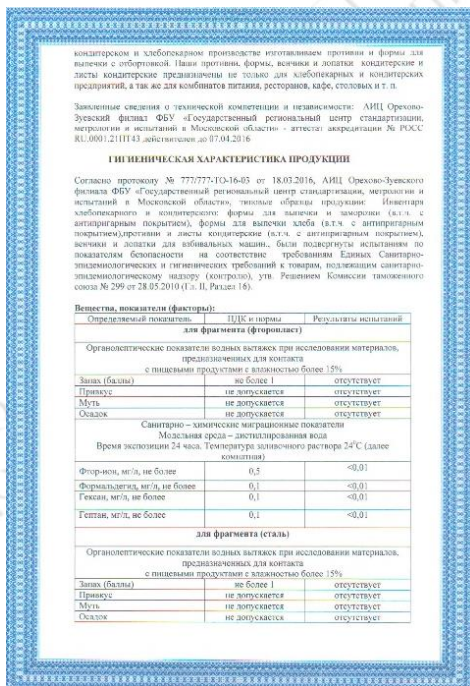 кондитерском и хлебопекарном производстве изготавливаем противни и формы для
выпечки с отбортовкой. Наши противни, формы, венчики и лопатки кондитерские и
листы кондитерские предназначены не только для хлебопекарных и кондитерских
предприятий, а так же для комбинатов питания, ресторанов, кафе, столовых и т. п.
Заявленные сведения о технической компетенции и независимости: АИЦ Орехово-
Зуевский филиал ФБУ «Государственный региональный центр стандартизации,
метрологии и испытаний в Московской области» - аттестат аккредитации № РОСС
RU.0001.21ПТ43 действителен до 07.04.2016
ГИГИЕНИЧЕСКАЯ ХАРАКТЕРИСТИКА ПРОДУКЦИИ
Согласно протоколу № 777/777-ТО-16-03 от 18.03.2016, АИЦ Орехово-Зуевского
филиала ФБУ «Государственный региональный центр стандартизации, метрологии и
испытаний в Московской области», типовые образцы продукции: Инвентарь
хлебопекарного и кондитерского: формы для выпечки и заморозки (в.т.ч. с
антипригарным покрытием), формы для выпечки хлеба (в.т.ч. с антипригарным
покрытием),противни и листы кондитерские (в.т.ч. с антипригарным покрытием),
венчики и лопатки для взбивальных машин., были подвергнуты испытаниям по
показателям безопасности на соответствие требованиям Единых Санитарно-
эпидемиологических и гигиенических требований к товарам, подлежащим санитарно-
эпидемиологическому надзору (контролю), утв. Решением Комиссии таможенного
союза № 299 от 28.05.2010 (Гл. II, Раздел 16).
Вещества, показатели (факторы):
Определяемый показатель ПДК и нормы Результаты испытаний
для фрагмента (фторопласт)
Органолептические показатели водных вытяжек при исследовании материалов,
предназначенных для контакта
с пищевыми продуктами с влажностью более 15%
Запах (баллы) не более 1 отсутствует
Привкус не допускается отсутствует
Муть не допускается отсутствует
Осадок не допускается отсутствует
Санитарно – химические миграционные показатели
Модельная среда – дистиллированная вода
Время экспозиции 24 часа. Температура заливочного раствора 24°С (далее
комнатная)
Фтор-ион, мг/л, не более 0,5 <0,01
Формальдегид, мг/л, не более 0,1 <0,01
Гексан, мг/л, не более 0,1 <0,01
Гептан, мг/л, не более 0,1 <0,01
для фрагмента (сталь)
Органолептические показатели водных вытяжек при исследовании материалов,
предназначенных для контакта
с пищевыми продуктами с влажностью более 15%
Запах (баллы) не более 1 отсутствует
Привкус не допускается отсутствует
Муть не допускается отсутствует
Осадок не допускается отсутствует